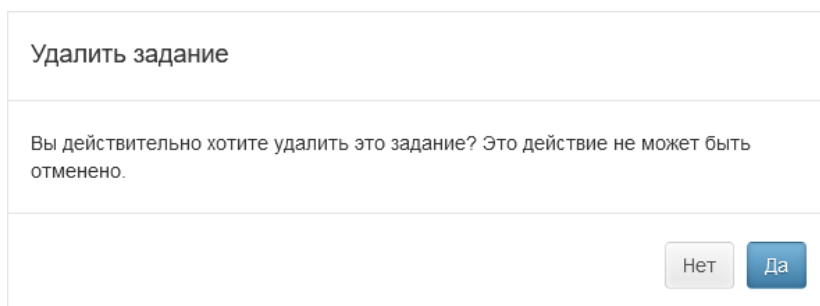 Удалить задание
Вы действительно хотите удалить это задание? Это действие не может быть
отменено.
Нет Да